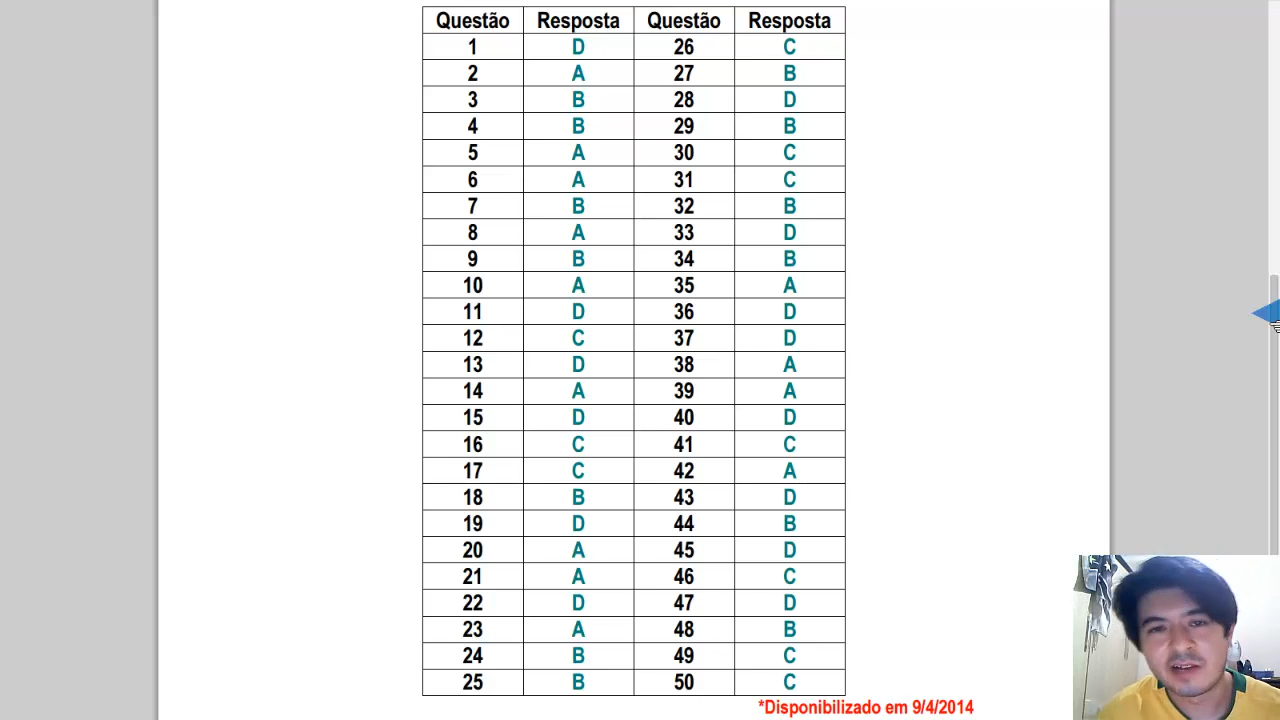 Questão Resposta Questão Resposta
1 D 26 C
2 A 27 B
3 B 28 D
4 B 29 B
5 A 30 C
6 A 31 C
7 B 32 B
8 A 33 D
9 B 34 B
10 A 35 A
11 D 36 D
12 C 37 D
13 D 38 A
14 A 39 A
15 D 40 D
16 C 41 C
17 C 42 A
18 B 43 D
19 D 44 B
20 A 45 D
21 A 46 C
22 D 47 D
23 A 48 B
24 B 49 C
25 B 50 C
*Disponibilizado em 9/4/2014